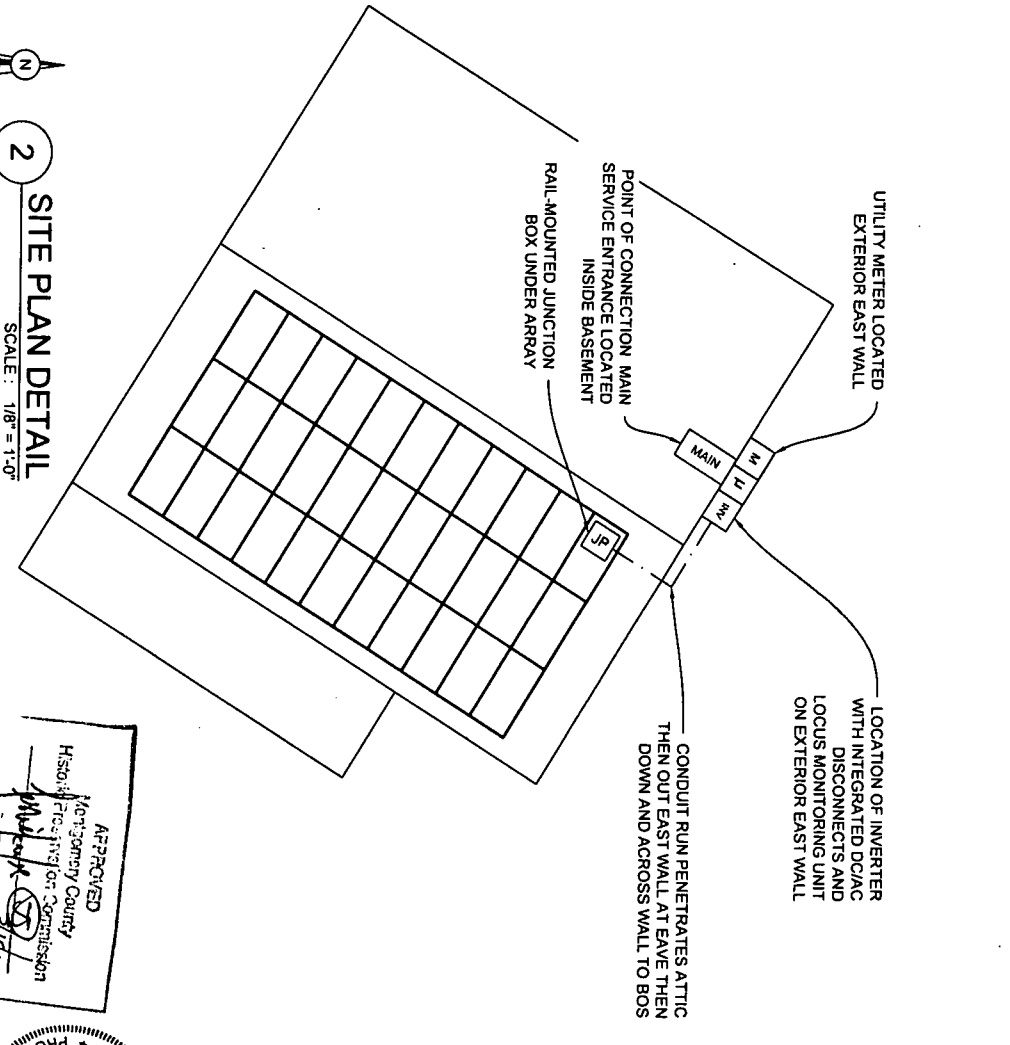 UTILITY METER LOCATED
EXTERIOR EAST WALL
POINT OF CONNECTION MAIN
SERVICE ENTRANCE LOCATED
INSIDE BASEMENT
RAIL-MOUNTED JUNCTION
BOX UNDER ARRAY
MAIN
M
JP
LOCATION OF INVERTER
WITH INTEGRATED DC/AC
DISCONNECTS AND
LOCUS MONITORING UNIT
ON EXTERIOR EAST WALL
CONDUIT RUN PENETRATES ATTIC
THEN OUT EAST WALL AT EAVE THEN
DOWN AND ACROSS WALL TO BOS
N
2
SITE PLAN DETAIL
SCALE: 1/8" = 1'-0"
APPROVED
Montgomery County
Historic Preservation Commission